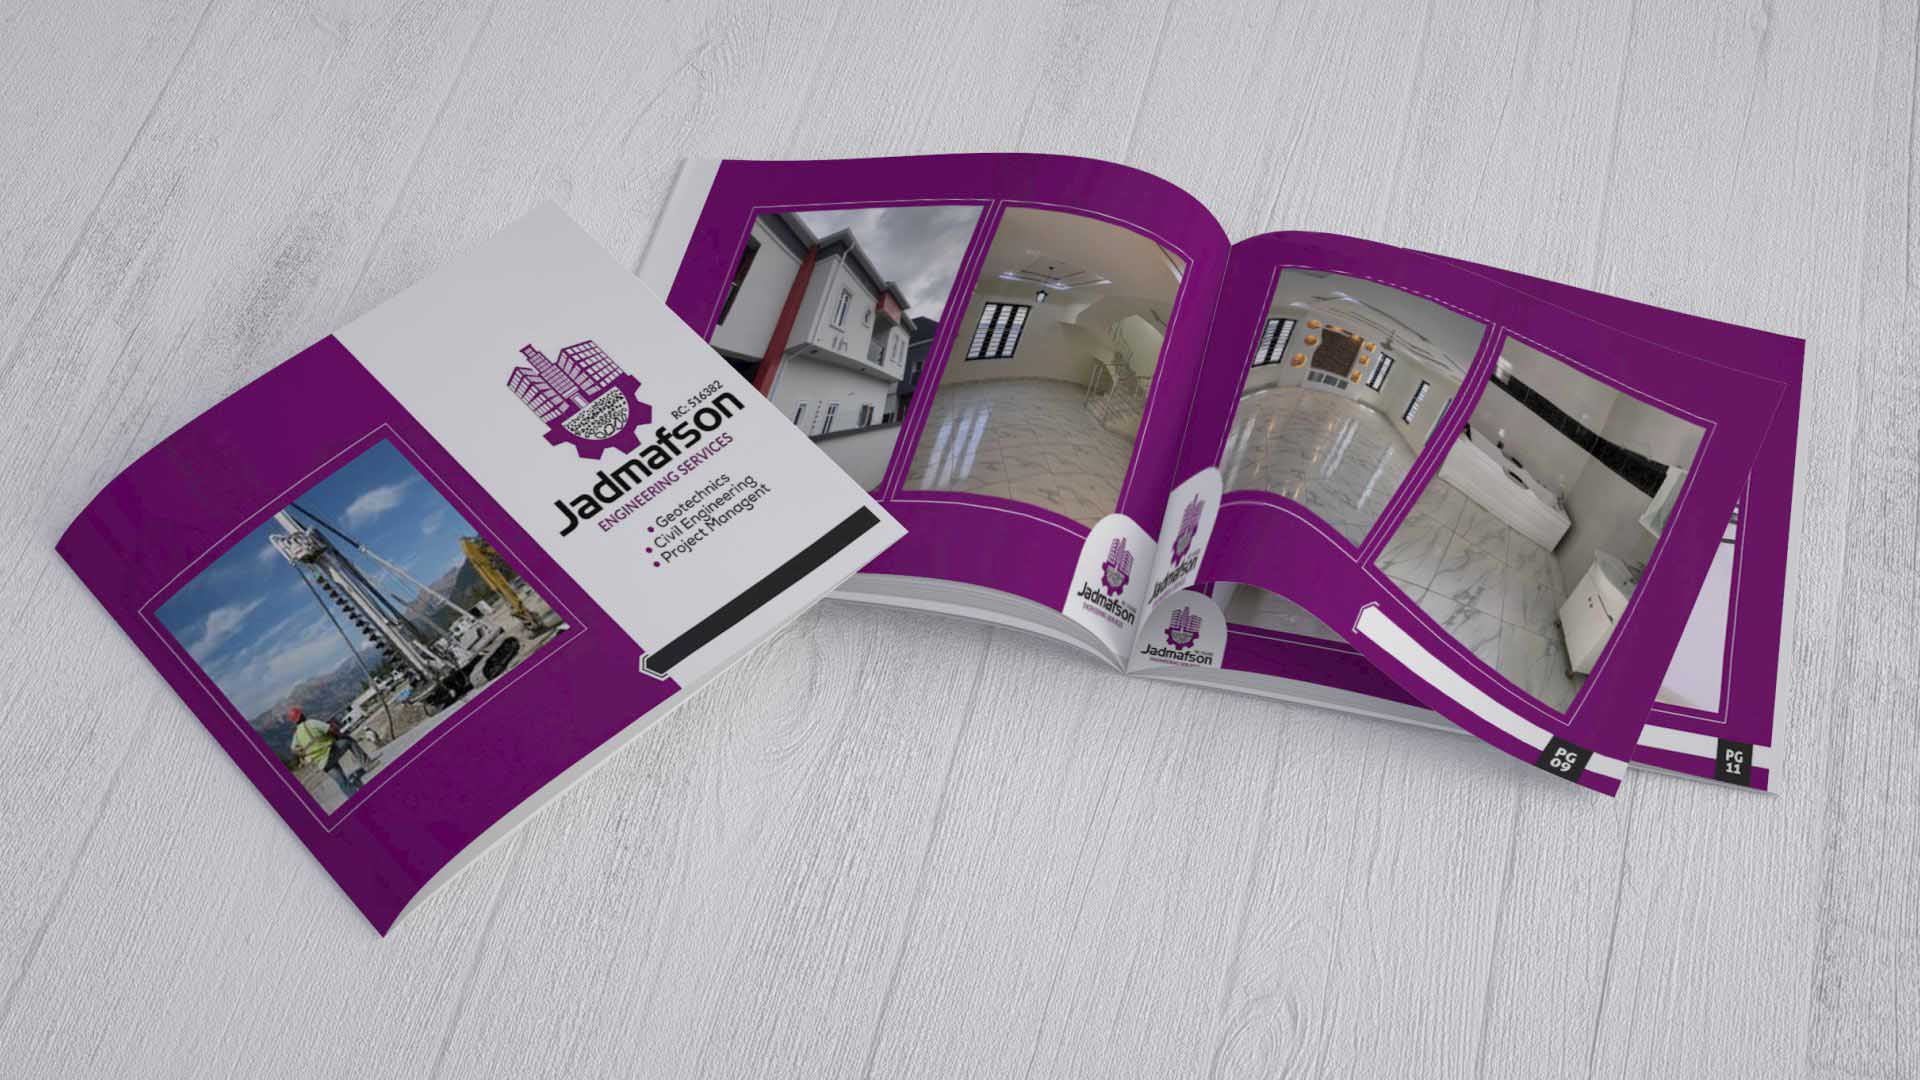 RC: 516382
Jadmafson
ENGINEERING SERVICES
• Geotechnics
• Civil Engineering
• Project Managent
Jadmafson
ENGINEERING SERVICES
Jadmafson
Jadmafson
ENGINEERING SERVICES
PG
09
PG
11